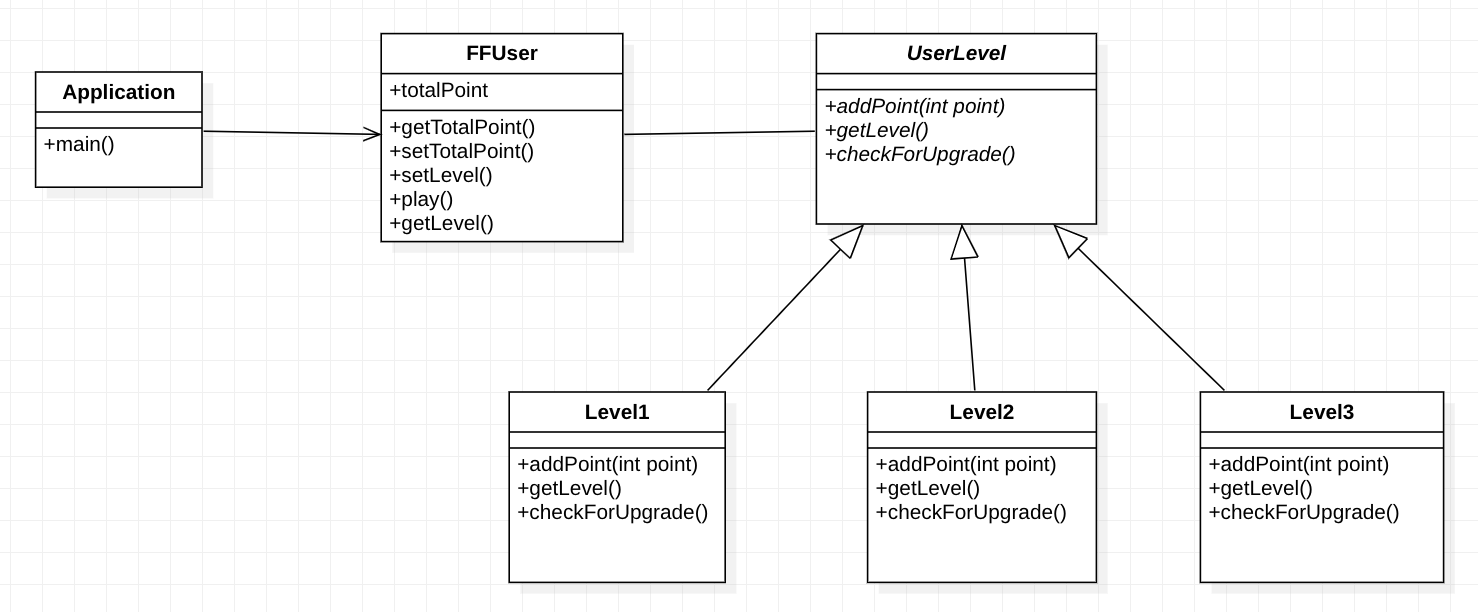 Application
+main()
FFUser
+totalPoint
+getTotalPoint()
+setTotalPoint()
+setLevel()
+play()
+getLevel()
UserLevel
+addPoint(int point)
+getLevel()
+checkForUpgrade()
Level1
+addPoint(int point)
+getLevel()
+checkForUpgrade()
Level2
+addPoint(int point)
+getLevel()
+checkForUpgrade()
Level3
+addPoint(int point)
+getLevel()
+checkForUpgrade()